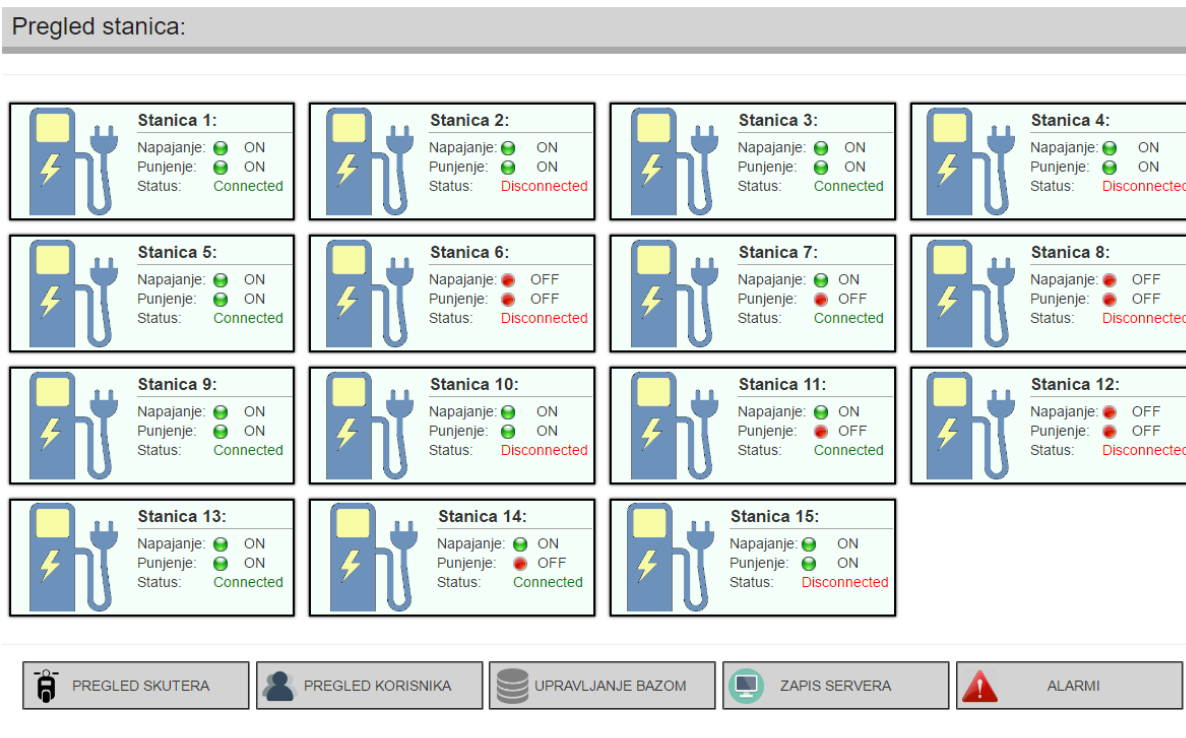 Pregled stanica:
Stanica 1:
Napajanje: ON
Punjenje: ON
Status: Connected
Stanica 2:
Napajanje: ON
Punjenje: ON
Status: Disconnected
Stanica 3:
Napajanje: ON
Punjenje: ON
Status: Connected
Stanica 4:
Napajanje: ON
Punjenje: ON
Status: Disconnected
Stanica 5:
Napajanje: ON
Punjenje: ON
Status: Connected
Stanica 6:
Napajanje: OFF
Punjenje: OFF
Status: Disconnected
Stanica 7:
Napajanje: ON
Punjenje: OFF
Status: Connected
Stanica 8:
Napajanje: OFF
Punjenje: OFF
Status: Disconnected
Stanica 9:
Napajanje: ON
Punjenje: ON
Status: Connected
Stanica 10:
Napajanje: ON
Punjenje: ON
Status: Disconnected
Stanica 11:
Napajanje: ON
Punjenje: OFF
Status: Connected
Stanica 12:
Napajanje: OFF
Punjenje: OFF
Status: Disconnected
Stanica 13:
Napajanje: ON
Punjenje: ON
Status: Connected
Stanica 14:
Napajanje: ON
Punjenje: OFF
Status: Connected
Stanica 15:
Napajanje: ON
Punjenje: ON
Status: Disconnected
PREGLED SKUTERA
PREGLED KORISNIKA
UPRAVLJANJE BAZOM
ZAPIS SERVERA
ALARMI